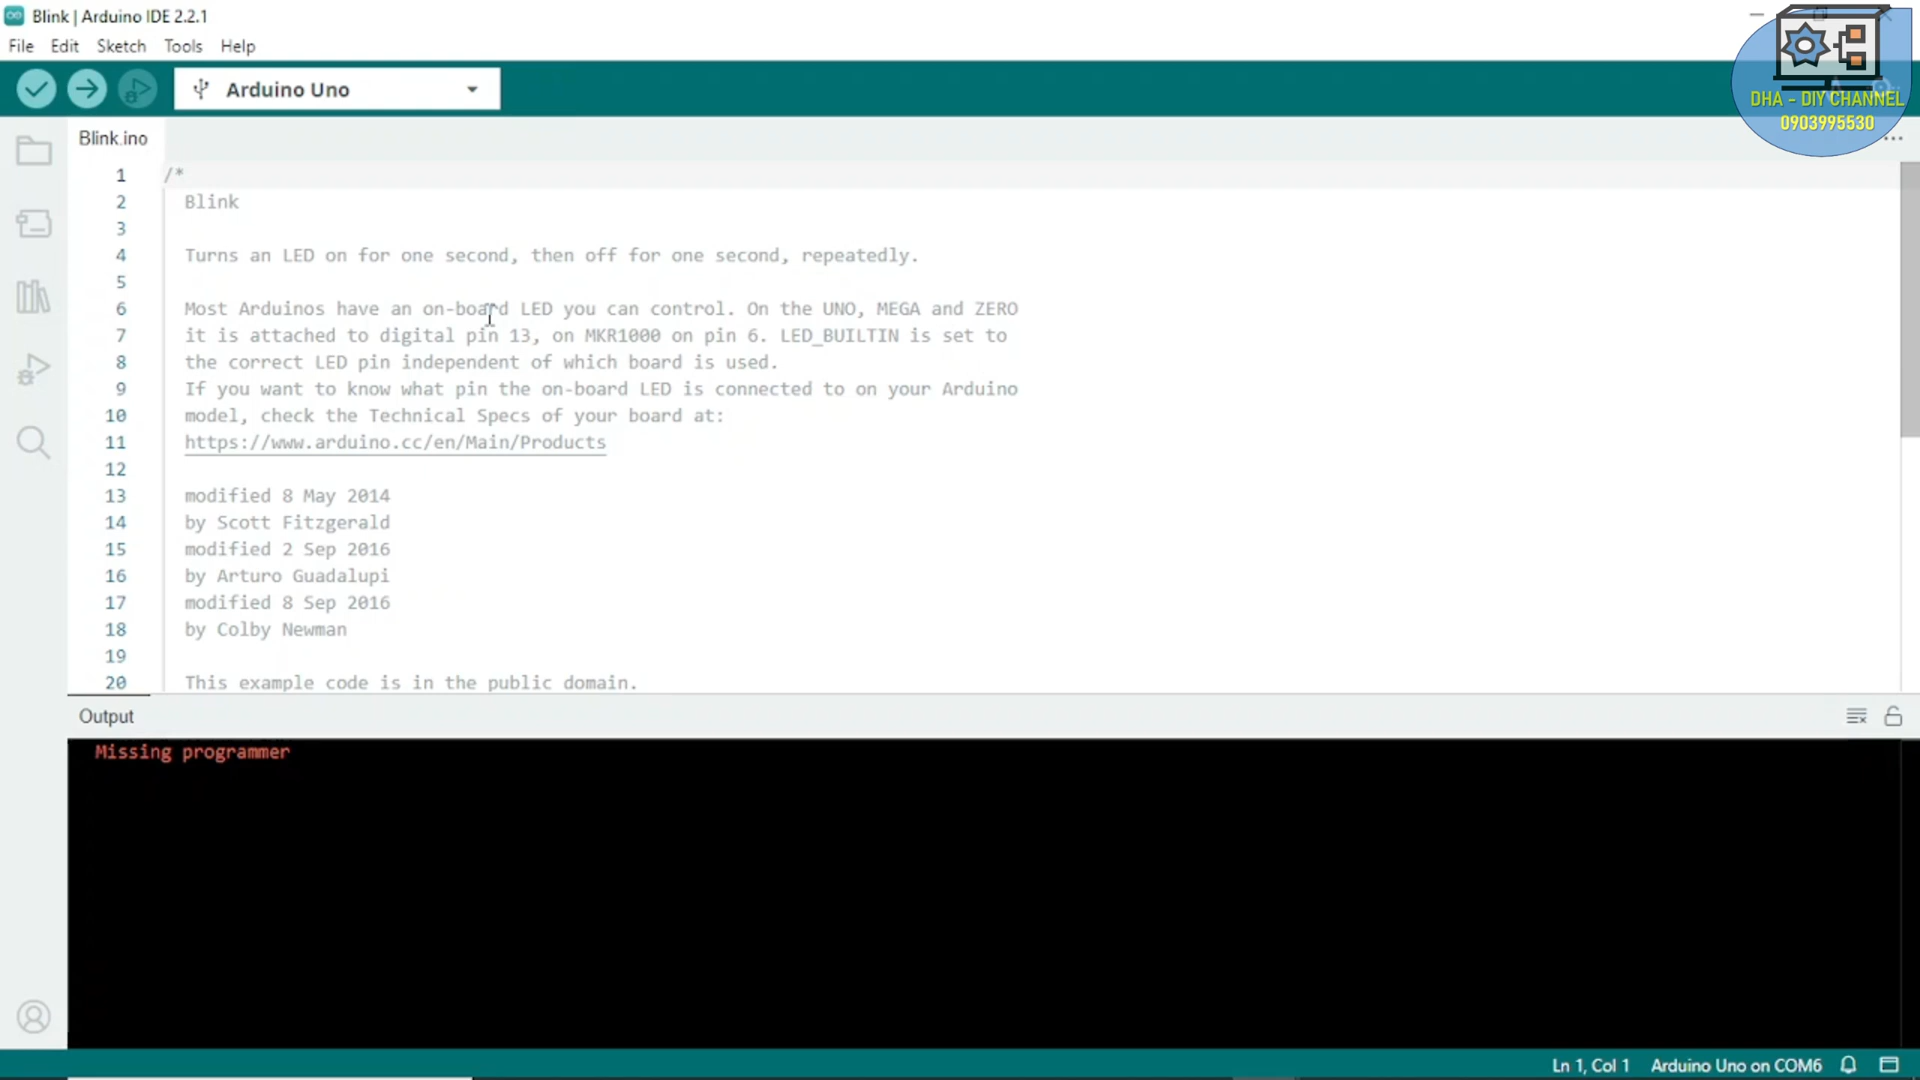 Blink | Arduino IDE 2.2.1
File Edit Sketch Tools Help
Arduino Uno
DHA - DIY CHANNEL
0903995530
Blink.ino
1 /*
2 Blink
3
4 Turns an LED on for one second, then off for one second, repeatedly.
5
6 Most Arduinos have an on-board LED you can control. On the UNO, MEGA and ZERO
7 it is attached to digital pin 13, on MKR1000 on pin 6. LED_BUILTIN is set to
8 the correct LED pin independent of which board is used.
9 If you want to know what pin the on-board LED is connected to on your Arduino
10 model, check the Technical Specs of your board at:
11 https://www.arduino.cc/en/Main/Products
12
13 modified 8 May 2014
14 by Scott Fitzgerald
15 modified 2 Sep 2016
16 by Arturo Guadalupi
17 modified 8 Sep 2016
18 by Colby Newman
19
20 This example code is in the public domain.
Output
Missing programmer
Ln 1, Col 1 Arduino Uno on COM6